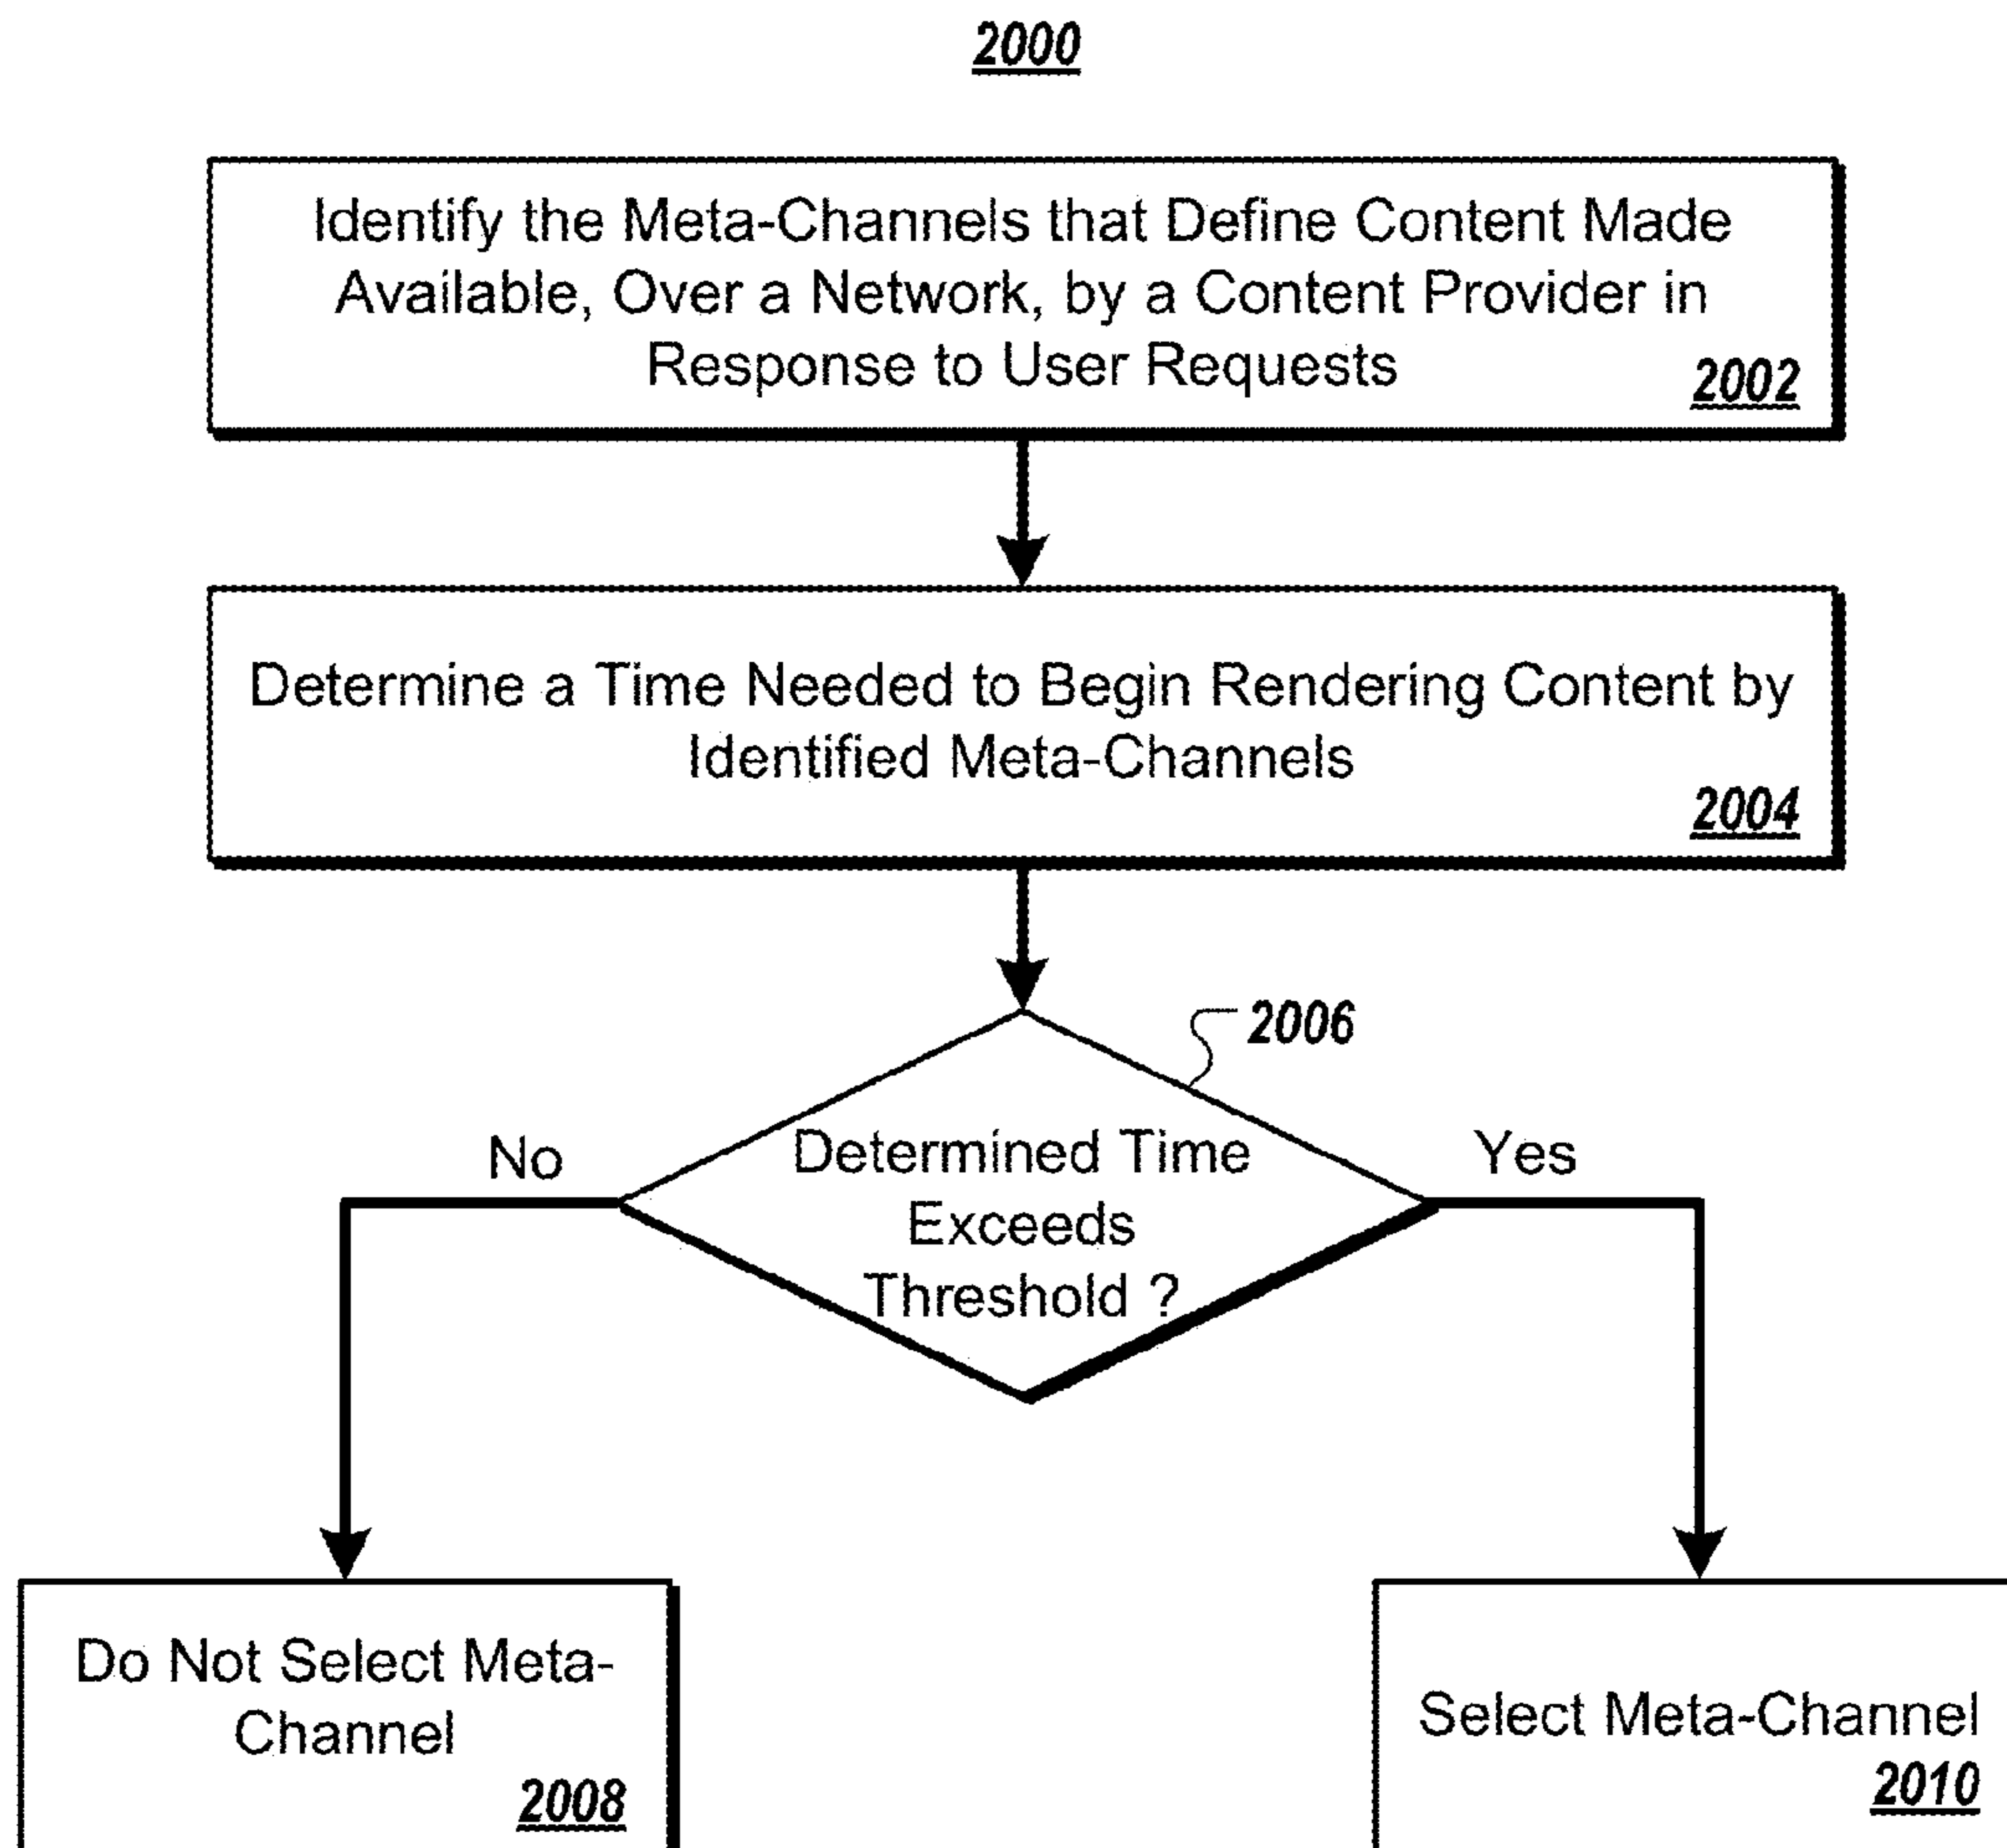 2000
Identify the Meta-Channels that Define Content Made
Available, Over a Network, by a Content Provider in
Response to User Requests
2002
Determine a Time Needed to Begin Rendering Content by
Identified Meta-Channels
2004
2006
No
Determined Time
Exceeds
Threshold ?
Yes
Do Not Select Meta-
Channel
2008
Select Meta-Channel
2010